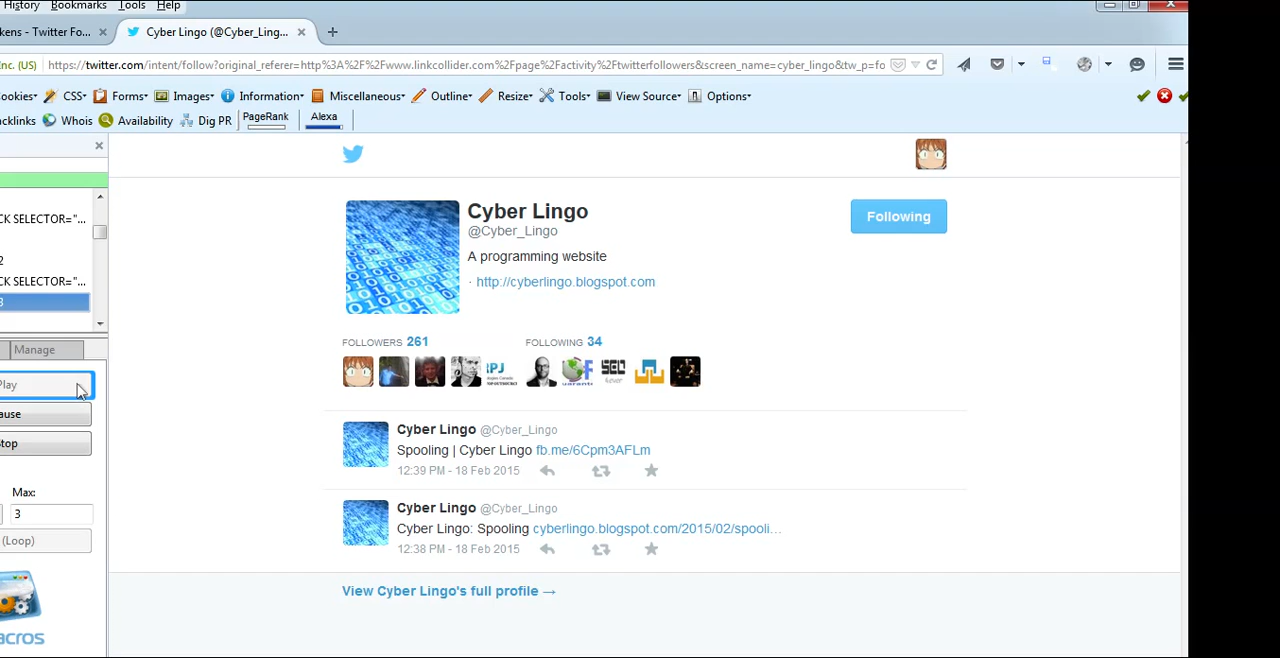 History Bookmarks Tools Help
kens - Twitter Fo... Cyber Lingo (@Cyber_Ling...
Inc. (US) https://twitter.com/intent/follow?original_referer=http%3A%2F%2Fwww.linkcollider.com%2Fpage%2Factivity%2Ftwitterfollowers&screen_name=cyber_lingo&tw_p=fo
ookies CSS Forms Images Information Miscellaneous Outline Resize Tools View Source Options
acklinks Whois Availability Dig PR PageRank Alexa
CK SELECTOR="...
2
CK SELECTOR="...
3
Manage
Play
ause
top
Max:
3
(Loop)
acros
Cyber Lingo
@Cyber_Lingo
Following
A programming website
· http://cyberlingo.blogspot.com
FOLLOWERS 261 FOLLOWING 34
Cyber Lingo @Cyber_Lingo
Spooling | Cyber Lingo fb.me/6Cpm3AFLm
12:39 PM - 18 Feb 2015
Cyber Lingo @Cyber_Lingo
Cyber Lingo: Spooling cyberlingo.blogspot.com/2015/02/spooli...
12:38 PM - 18 Feb 2015
View Cyber Lingo's full profile →